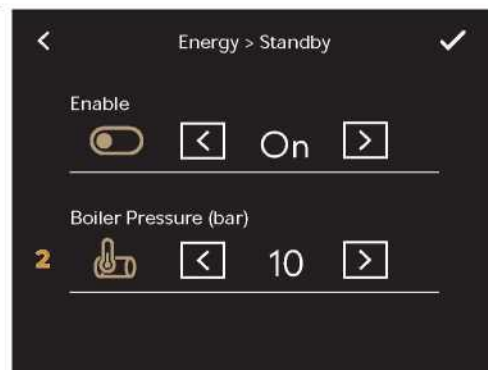 Energy > Standby
Enable
On
Boiler Pressure (bar)
2
10